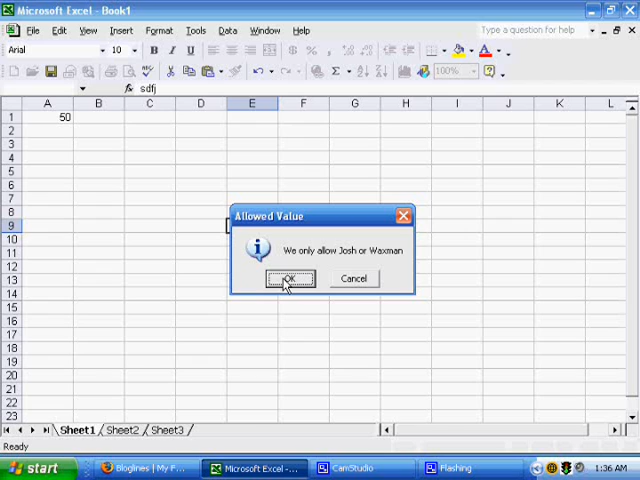 Microsoft Excel - Book1
File Edit View Insert Format Tools Data Window Help Type a question for help
Arial 10 B I U
100%
sdfj
A B C D E F G H I J K L
1 50
2
3
4
5
6
7
8
9
10
11
12
13
14
15
16
17
18
19
20
21
22
23
Allowed Value
We only allow Josh or Waxman
OK Cancel
Sheet1 Sheet2 Sheet3
Ready
start Bloglines | My F... Microsoft Excel -... CamStudio Flashing 1:36 AM